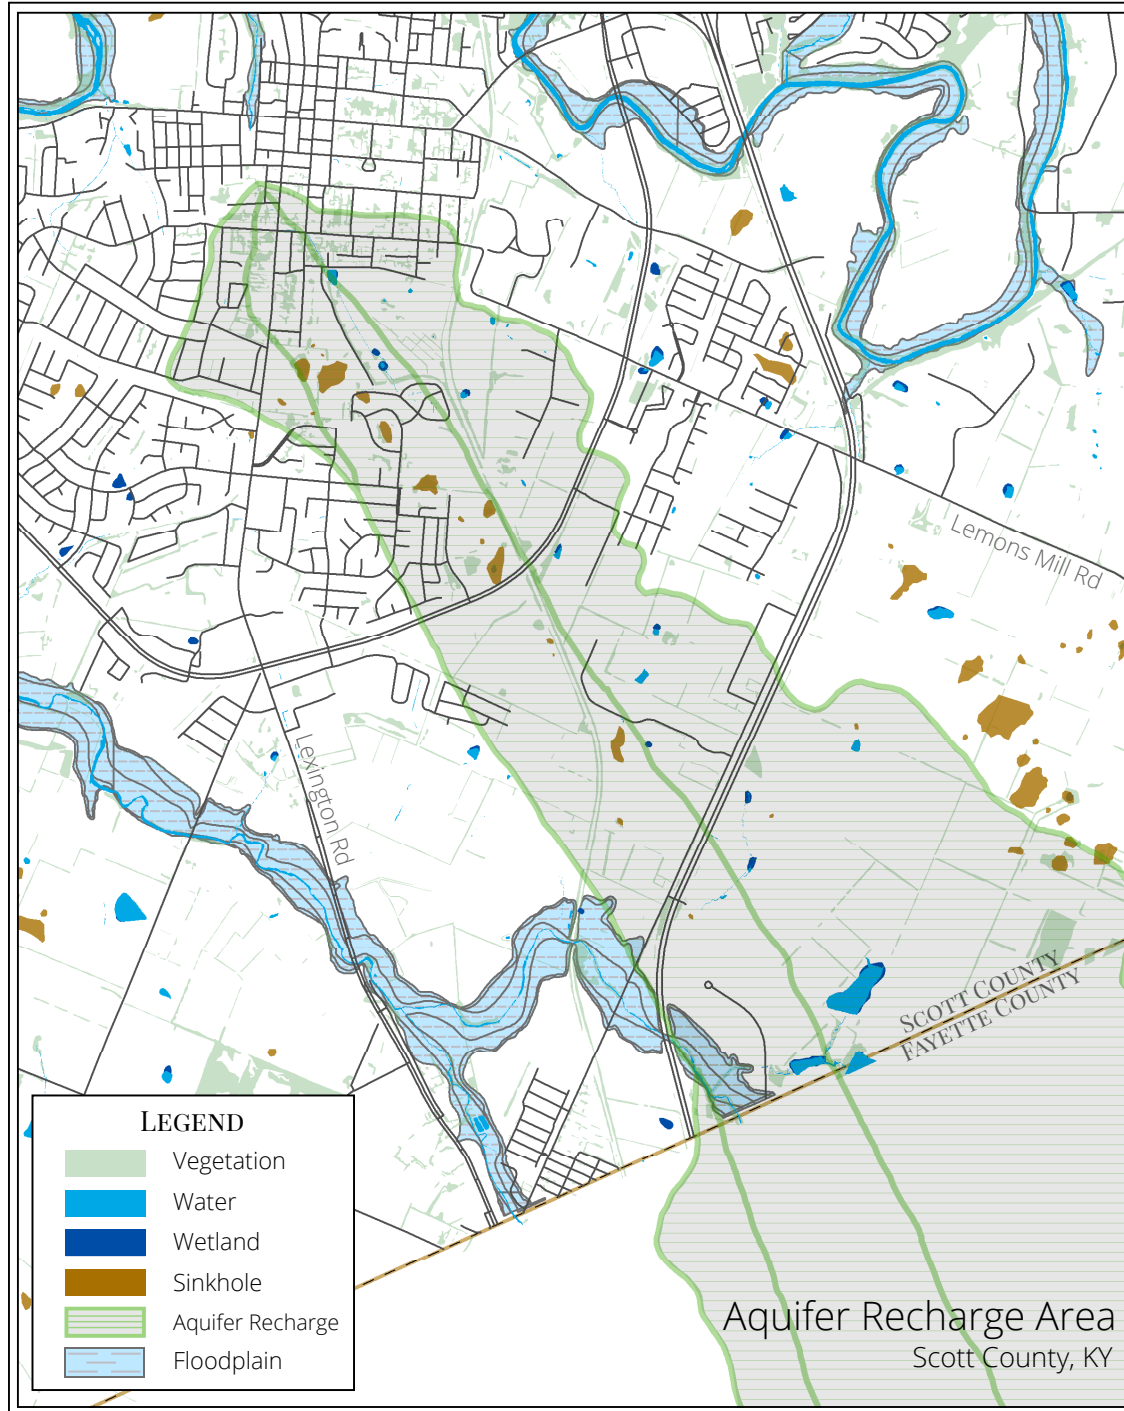 Lemons Mill Rd
Lexington Rd
SCOTT COUNTY
FAYETTE COUNTY
LEGEND
Vegetation
Water
Wetland
Sinkhole
Aquifer Recharge
Floodplain
Aquifer Recharge Area
Scott County, KY